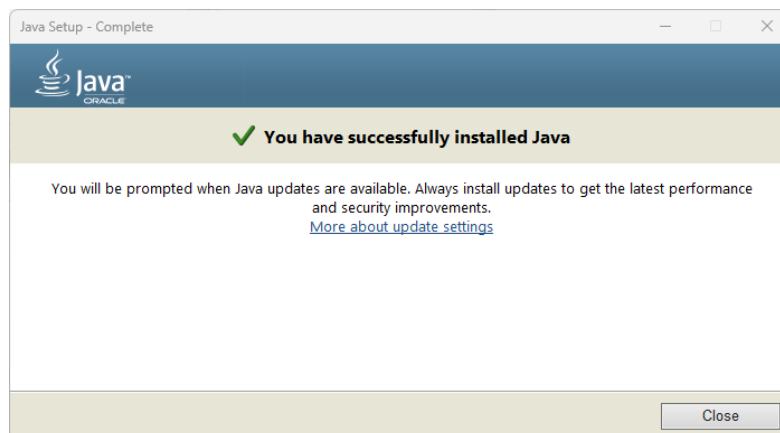 Java Setup - Complete
Java™
ORACLE
You have successfully installed Java
You will be prompted when Java updates are available. Always install updates to get the latest performance
and security improvements.
More about update settings
Close